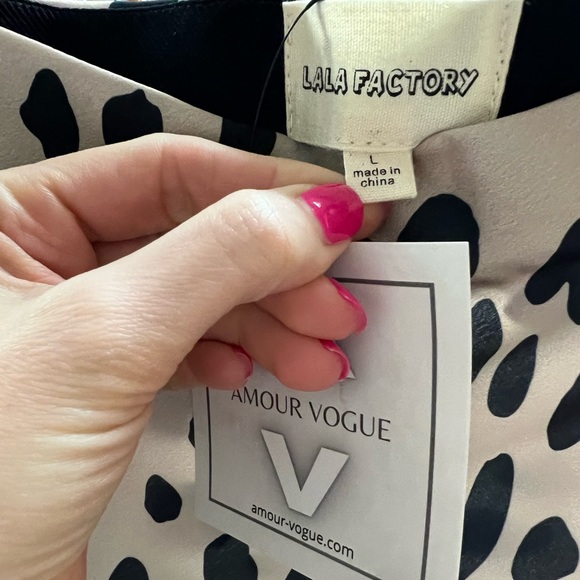 LALA FACTORY
L
made in
china
AMOUR VOGUE
V
amour-vogue.com